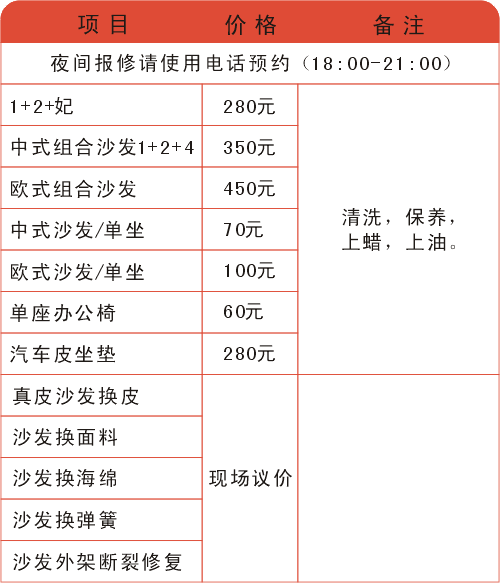 项目 价格 备注
夜间报修请使用电话预约（18:00-21:00）
1+2+妃 280元
中式组合沙发1+2+4 350元
欧式组合沙发 450元
中式沙发/单坐 70元
欧式沙发/单坐 100元
单座办公椅 60元
汽车皮坐垫 280元
清洗，保养，
上蜡，上油。
真皮沙发换皮
沙发换面料
沙发换海绵
沙发换弹簧
沙发外架断裂修复
现场议价